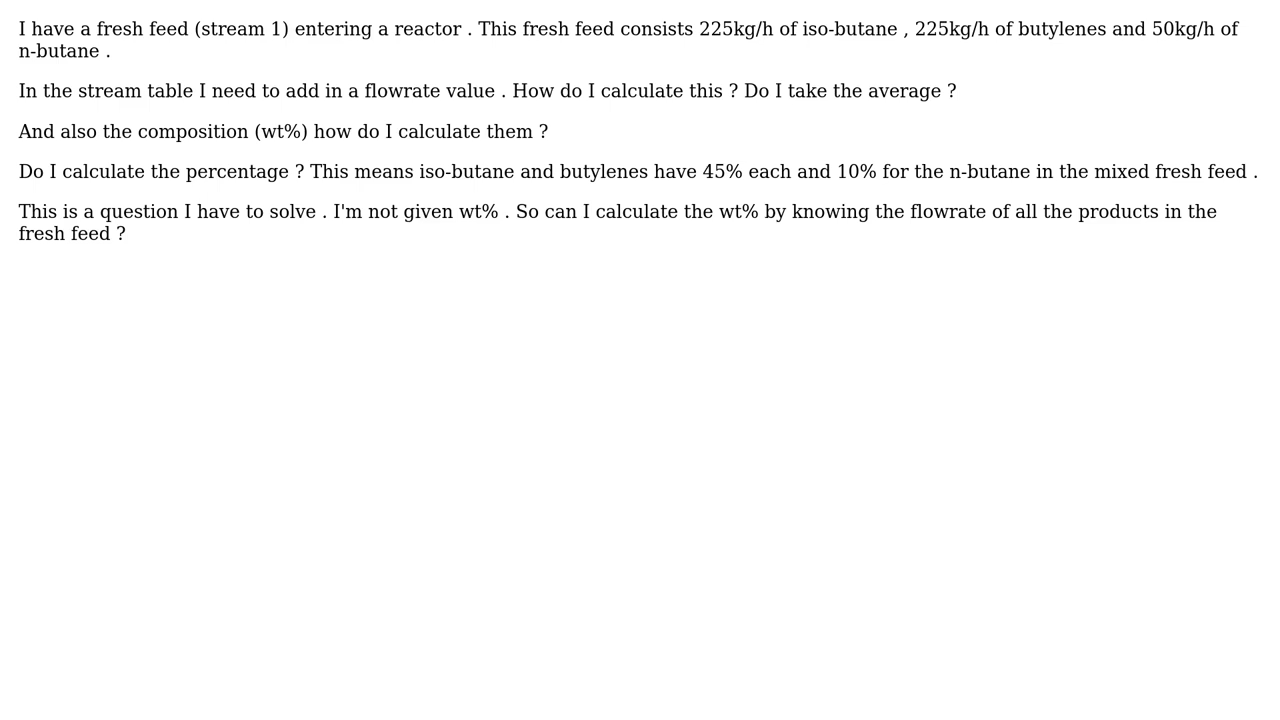 I have a fresh feed (stream 1) entering a reactor . This fresh feed consists 225kg/h of iso-butane , 225kg/h of butylenes and 50kg/h of
n-butane .
In the stream table I need to add in a flowrate value . How do I calculate this ? Do I take the average ?
And also the composition (wt%) how do I calculate them ?
Do I calculate the percentage ? This means iso-butane and butylenes have 45% each and 10% for the n-butane in the mixed fresh feed .
This is a question I have to solve . I'm not given wt% . So can I calculate the wt% by knowing the flowrate of all the products in the
fresh feed ?